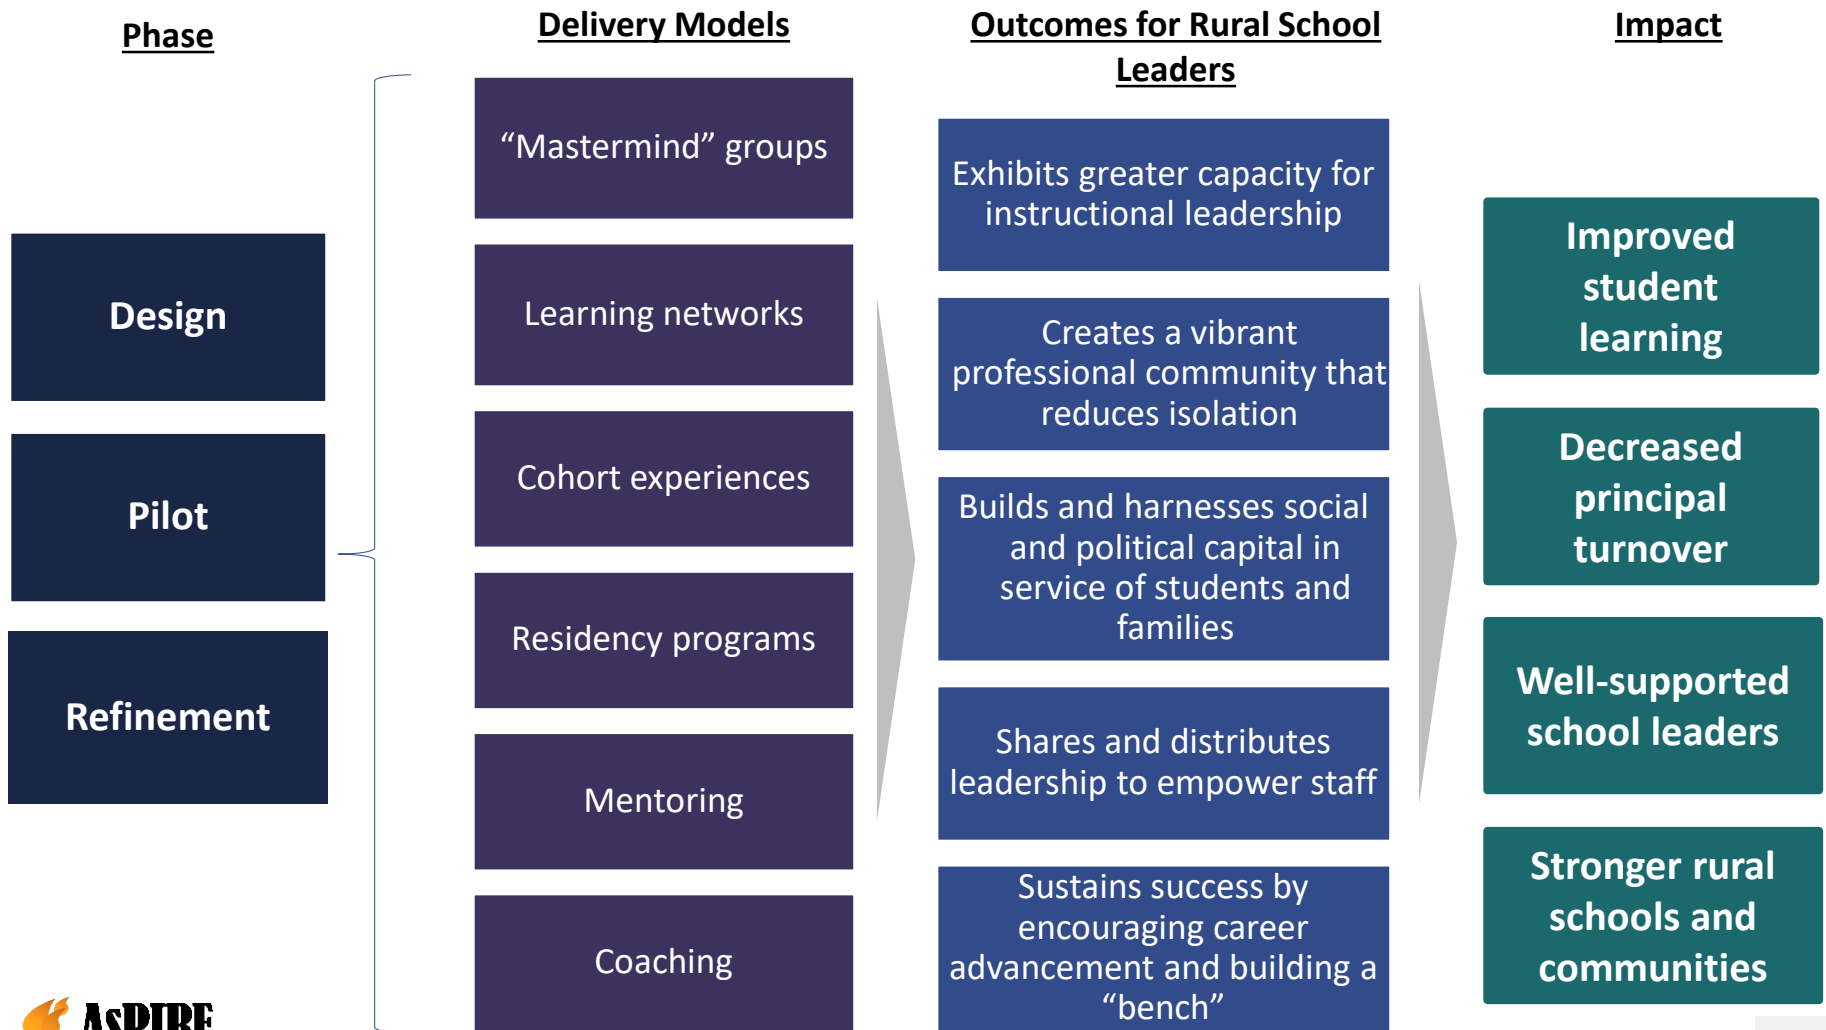 Phase
Delivery Models
Outcomes for Rural School
Leaders
Impact
Design
Pilot
Refinement
“Mastermind” groups
Learning networks
Cohort experiences
Residency programs
Mentoring
Coaching
Exhibits greater capacity for
instructional leadership
Creates a vibrant
professional community that
reduces isolation
Builds and harnesses social
and political capital in
service of students and
families
Shares and distributes
leadership to empower staff
Sustains success by
encouraging career
advancement and building a
“bench”
Improved
student
learning
Decreased
principal
turnover
Well-supported
school leaders
Stronger rural
schools and
communities
AsPIRE